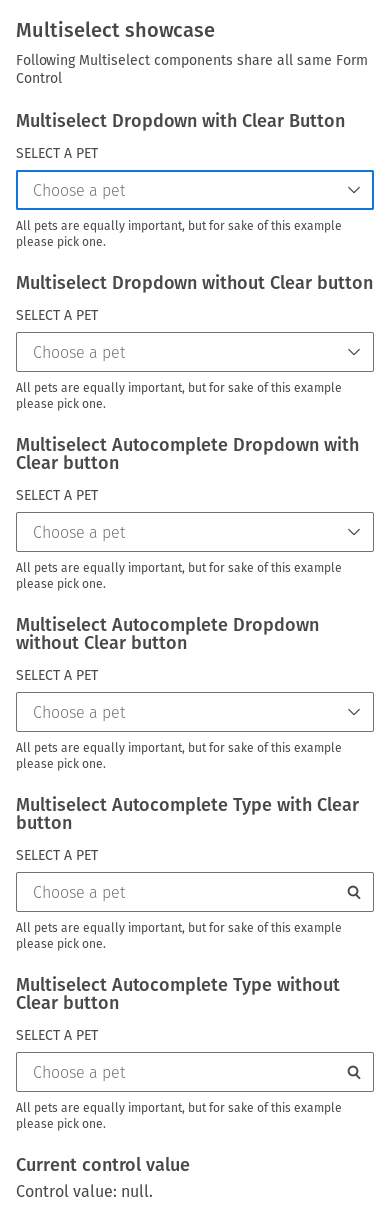 Multiselect showcase
Following Multiselect components share all same Form
Control
Multiselect Dropdown with Clear Button
SELECT A PET
Choose a pet
All pets are equally important, but for sake of this example
please pick one.
Multiselect Dropdown without Clear button
SELECT A PET
Choose a pet
All pets are equally important, but for sake of this example
please pick one.
Multiselect Autocomplete Dropdown with
Clear button
SELECT A PET
Choose a pet
All pets are equally important, but for sake of this example
please pick one.
Multiselect Autocomplete Dropdown
without Clear button
SELECT A PET
Choose a pet
All pets are equally important, but for sake of this example
please pick one.
Multiselect Autocomplete Type with Clear
button
SELECT A PET
Choose a pet
All pets are equally important, but for sake of this example
please pick one.
Multiselect Autocomplete Type without
Clear button
SELECT A PET
Choose a pet
All pets are equally important, but for sake of this example
please pick one.
Current control value
Control value: null.